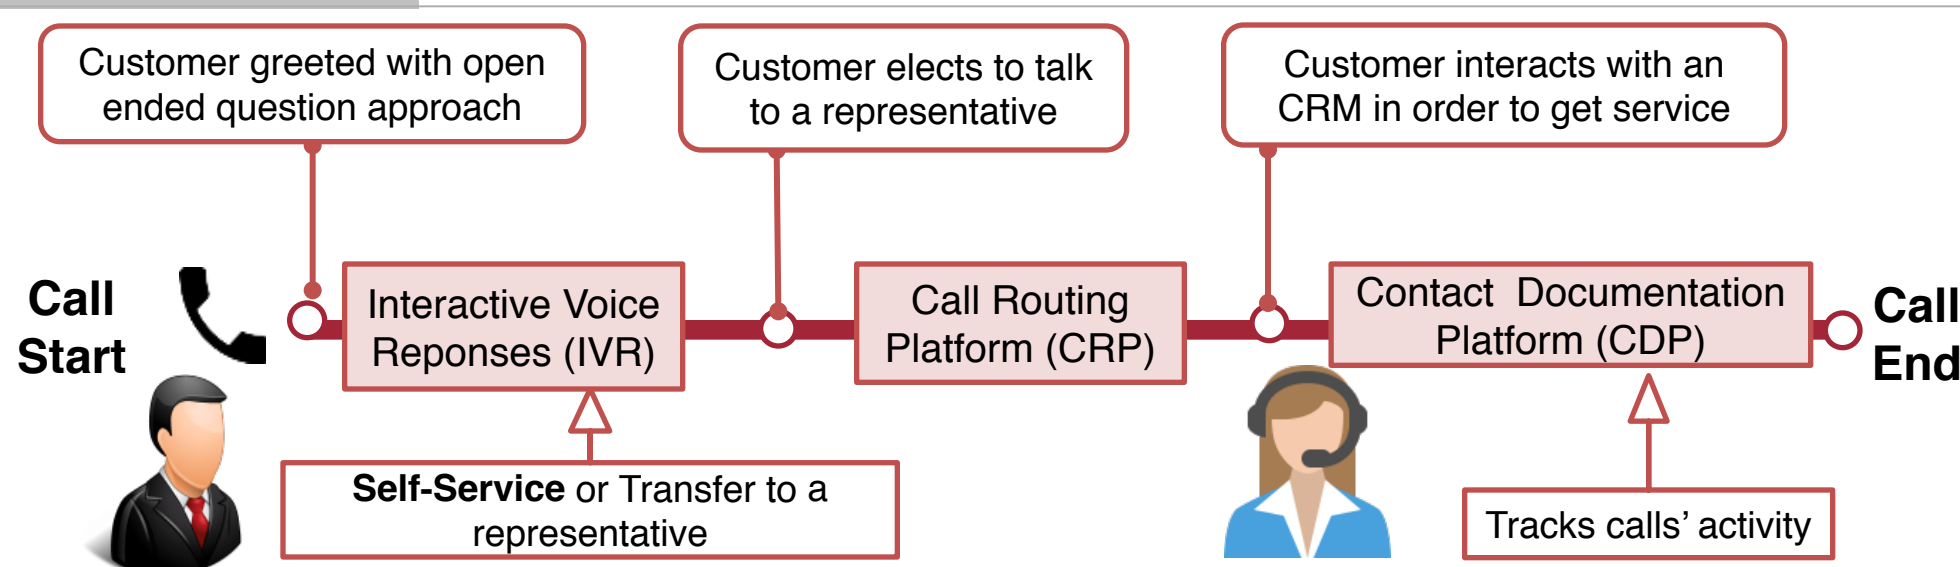 Customer greeted with open
ended question approach
Customer elects to talk
to a representative
Customer interacts with an
CRM in order to get service
Call
Start
Interactive Voice
Reponses (IVR)
Call Routing
Platform (CRP)
Contact Documentation
Platform (CDP)
Call
End
Self-Service or Transfer to a
representative
Tracks calls’ activity